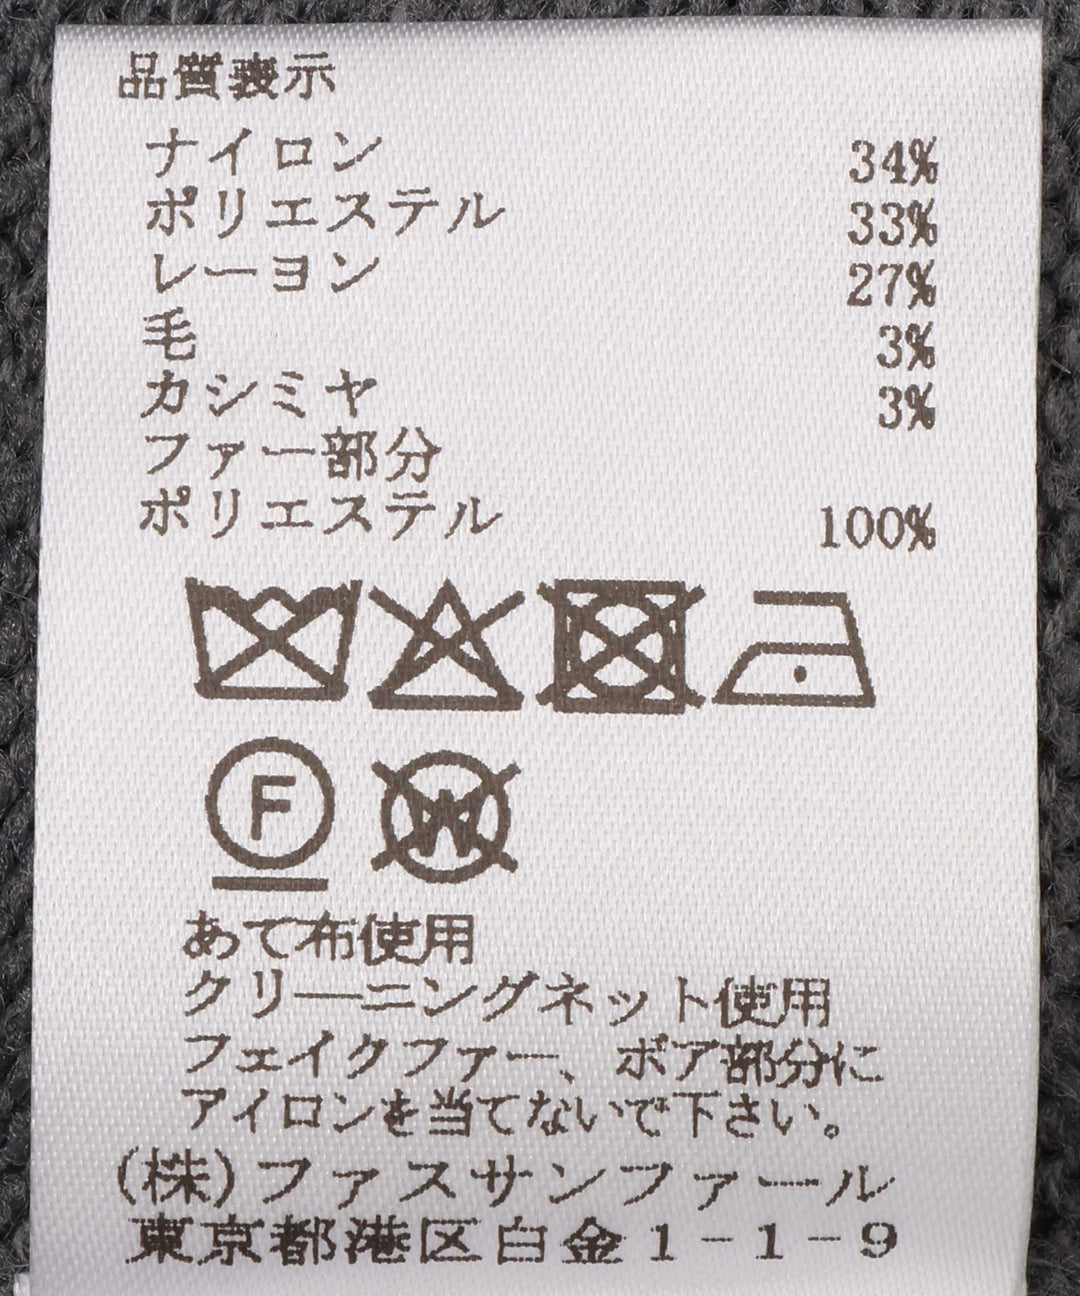 品質表示
ナイロン 34%
ポリエステル 33%
レーヨン 27%
毛 3%
カシミヤ 3%
ファー部分
ポリエステル 100%
F W
あて布使用
クリーニングネット使用
フェイクファー、ボア部分に
アイロンを当てないで下さい。
(株)ファスサンファール
東京都港区白金1-1-9